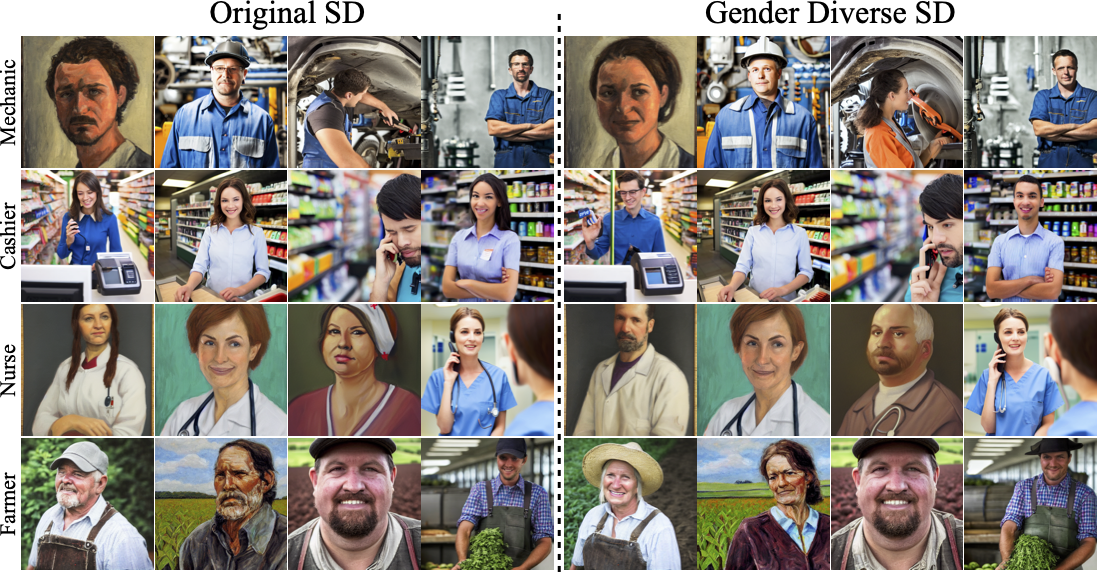 Original SD
Gender Diverse SD
Mechanic
Cashier
Nurse
Farmer